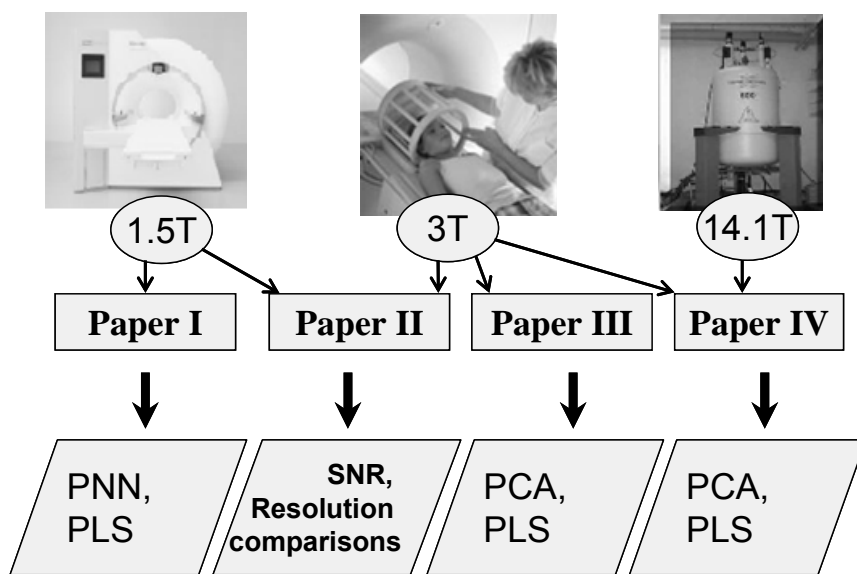 1.5T
3T
14.1T
Paper I
Paper II
Paper III
Paper IV
PNN,
PLS
SNR,
Resolution
comparisons
PCA,
PLS
PCA,
PLS